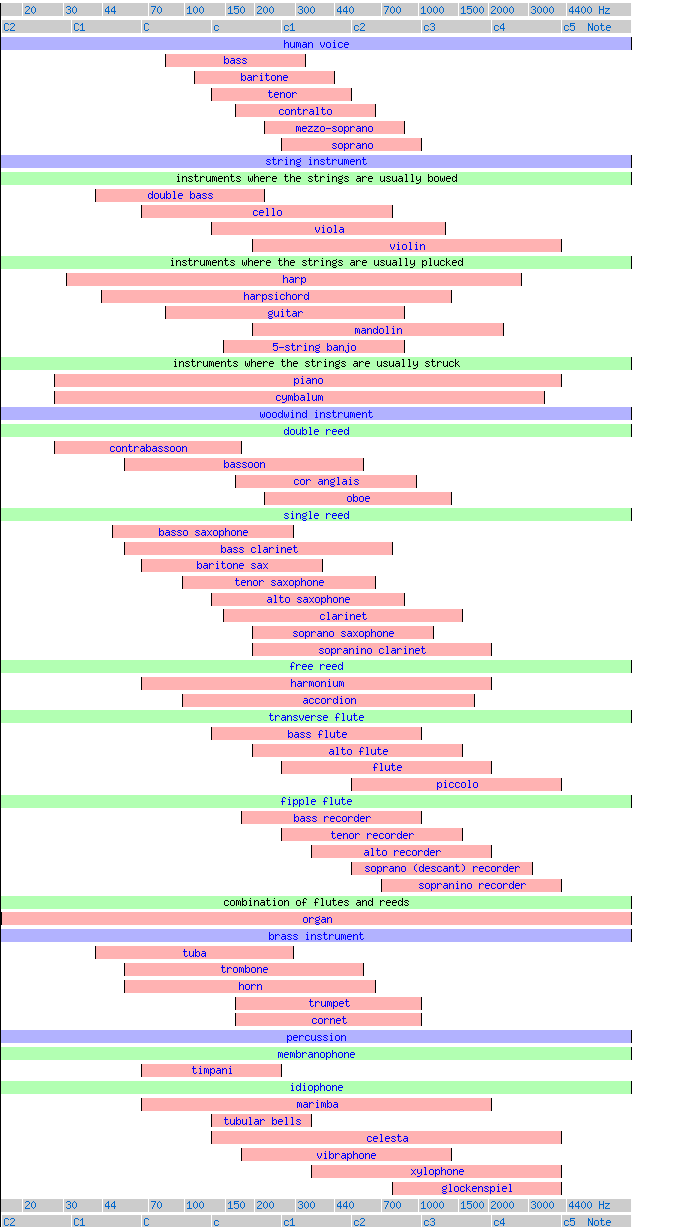 20 30 44 70 100 150 200 300 440 700 1000 1500 2000 3000 4400 Hz
C2 C1 C c c1 c2 c3 c4 c5 Note
human voice
bass
baritone
tenor
contralto
mezzo-soprano
soprano
string instrument
instruments where the strings are usually bowed
double bass
cello
viola
violin
instruments where the strings are usually plucked
harp
harpsichord
guitar
mandolin
5-string banjo
instruments where the strings are usually struck
piano
cymbalum
woodwind instrument
double reed
contrabassoon
bassoon
cor anglais
oboe
single reed
basso saxophone
bass clarinet
baritone sax
tenor saxophone
alto saxophone
clarinet
soprano saxophone
sopranino clarinet
free reed
harmonium
accordion
transverse flute
bass flute
alto flute
flute
piccolo
fipple flute
bass recorder
tenor recorder
alto recorder
soprano (descant) recorder
sopranino recorder
combination of flutes and reeds
organ
brass instrument
tuba
trombone
horn
trumpet
cornet
percussion
membranophone
timpani
idiophone
marimba
tubular bells
celesta
vibraphone
xylophone
glockenspiel
20 30 44 70 100 150 200 300 440 700 1000 1500 2000 3000 4400 Hz
C2 C1 C c c1 c2 c3 c4 c5 Note